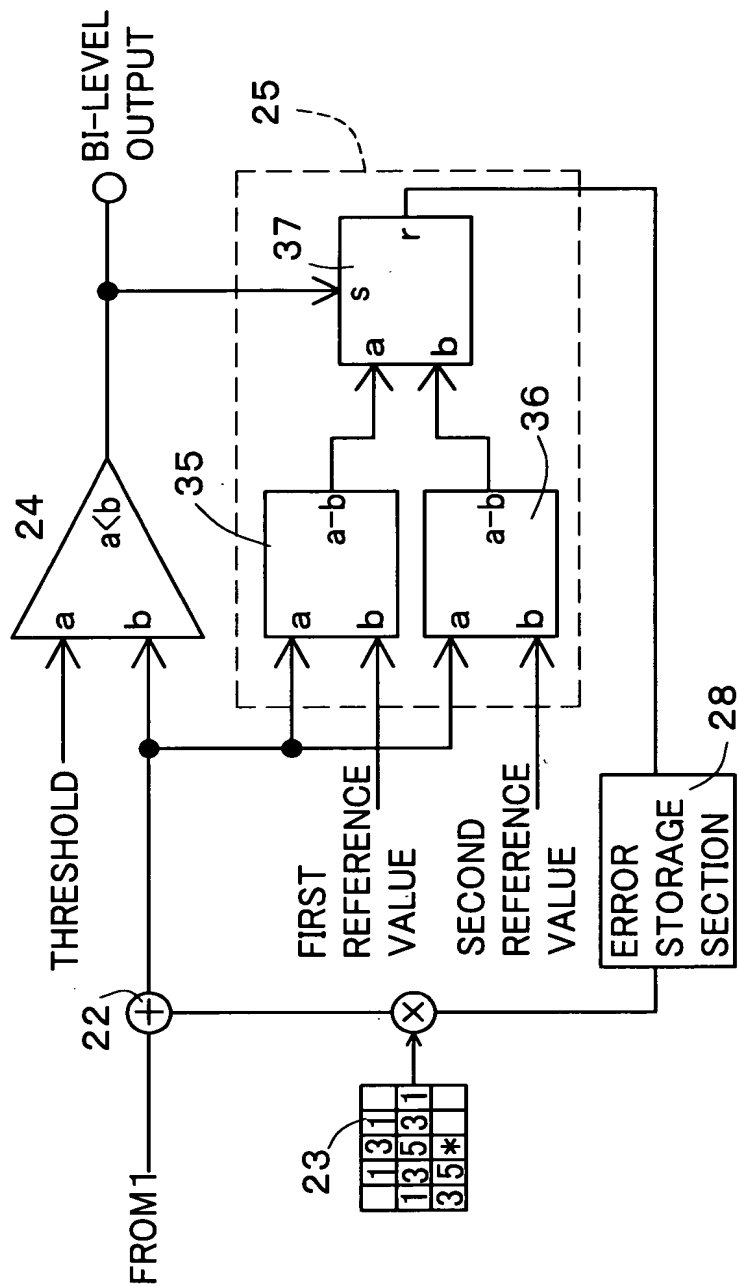 24
a
b
a<b
BI-LEVEL
OUTPUT
THRESHOLD
25
35
37
a
b
a-b
s
a
b
r
FIRST
REFERENCE
VALUE
36
a
b
a-b
SECOND
REFERENCE
VALUE
FROM1
22
+
×
23
1 3 1
1 3 5 3 1
3 5 *
28
ERROR
STORAGE
SECTION